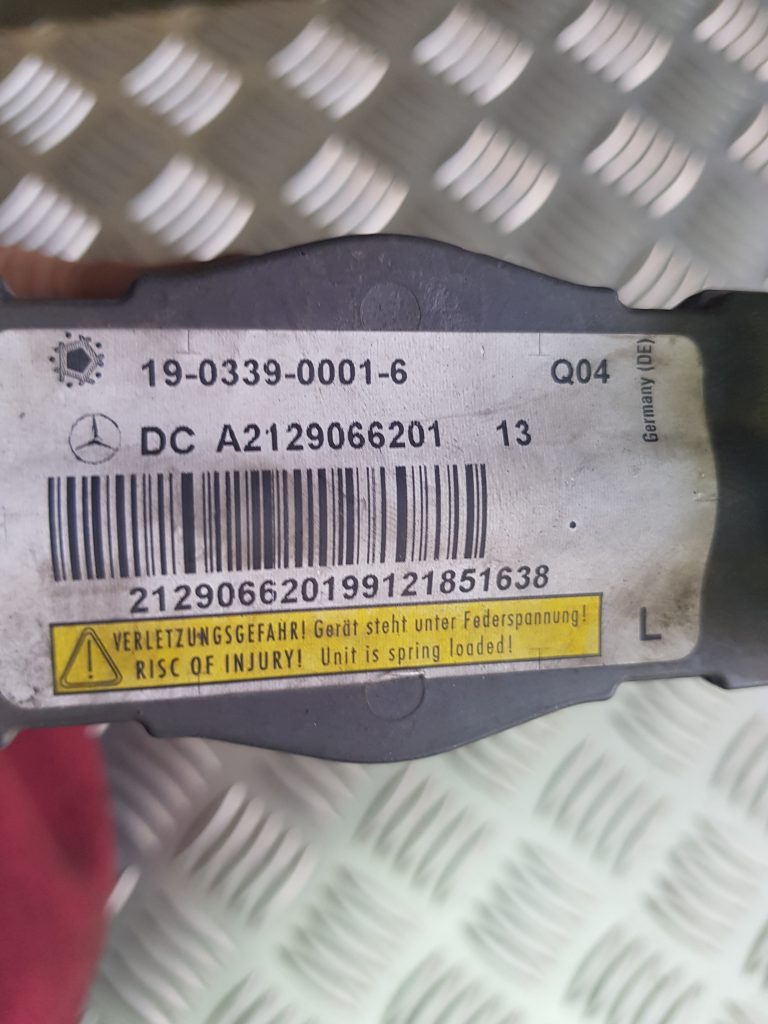 19-0339-0001-6 Q04
Germany (DE)
DC A2129066201 13
212906620199121851638
VERLETZUNGSGEFAHR! Gerät steht unter Federspannung!
RISC OF INJURY! Unit is spring loaded!
L